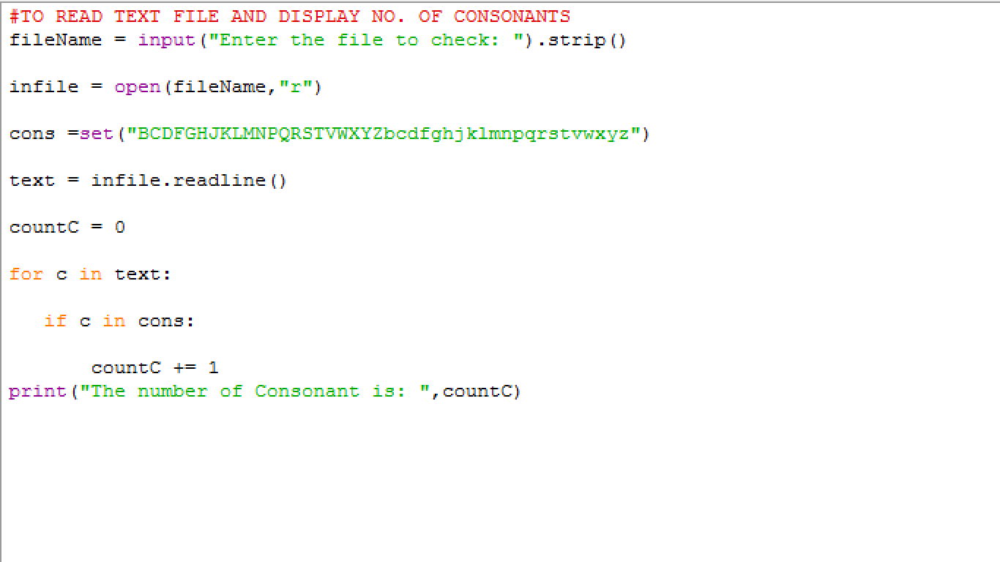 #TO READ TEXT FILE AND DISPLAY NO. OF CONSONANTS
fileName = input("Enter the file to check: ").strip()
infile = open(fileName,"r")
cons =set("BCDFGHJKLMNPQRSTVWXYZbcdfghjklmnpqrstvwxyz")
text = infile.readline()
countC = 0
for c in text:
   if c in cons:
       countC += 1
print("The number of Consonant is: ",countC)